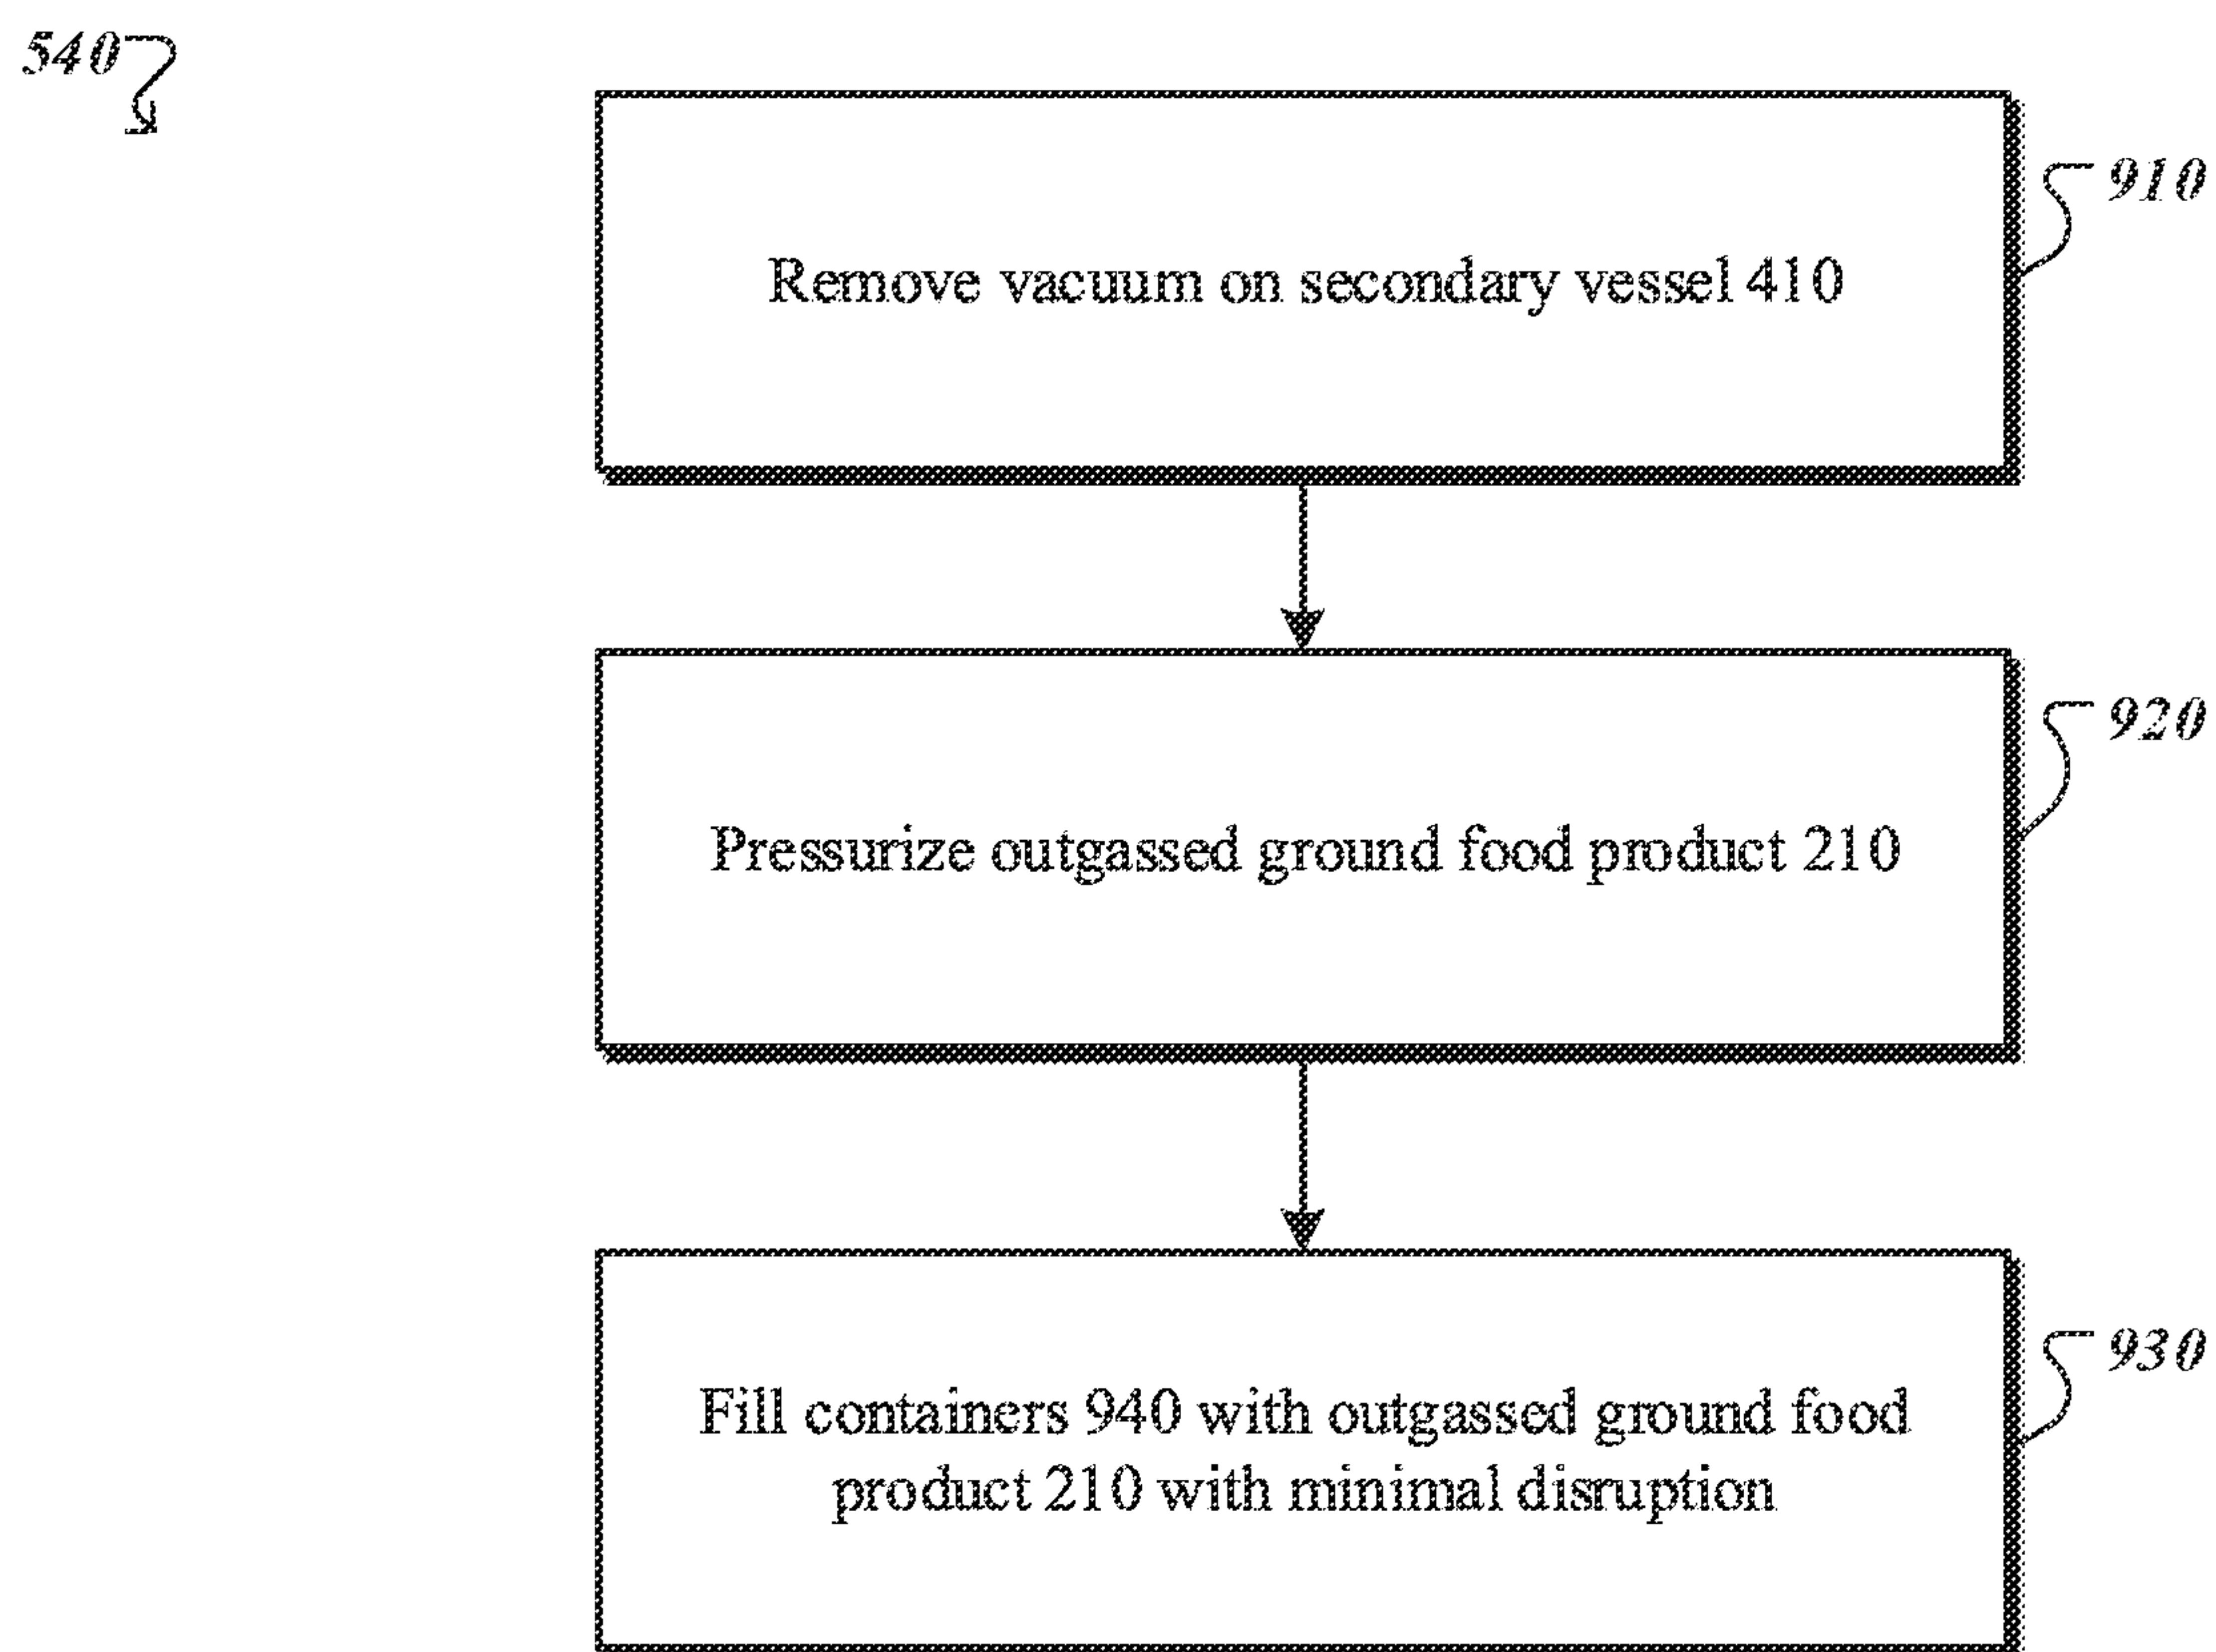 540
Remove vacuum on secondary vessel 410
910
Pressurize outgassed ground food product 210
920
Fill containers 940 with outgassed ground food
product 210 with minimal disruption
930